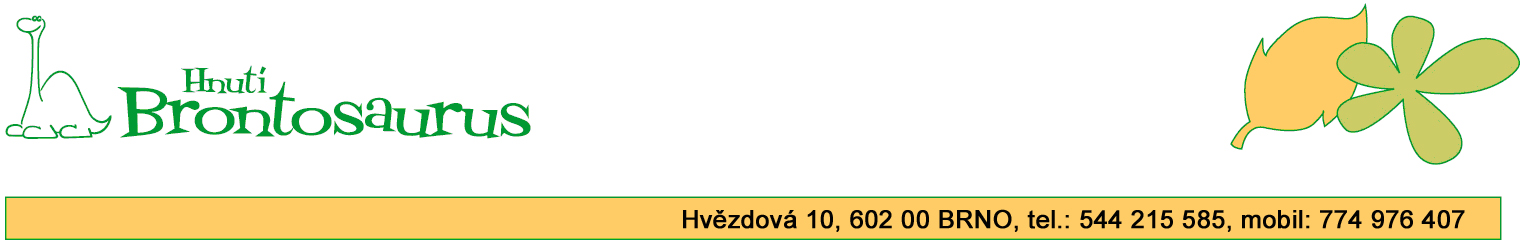 Hnutí
Brontosaurus
Hvězdová 10, 602 00 BRNO, tel.: 544 215 585, mobil: 774 976 407